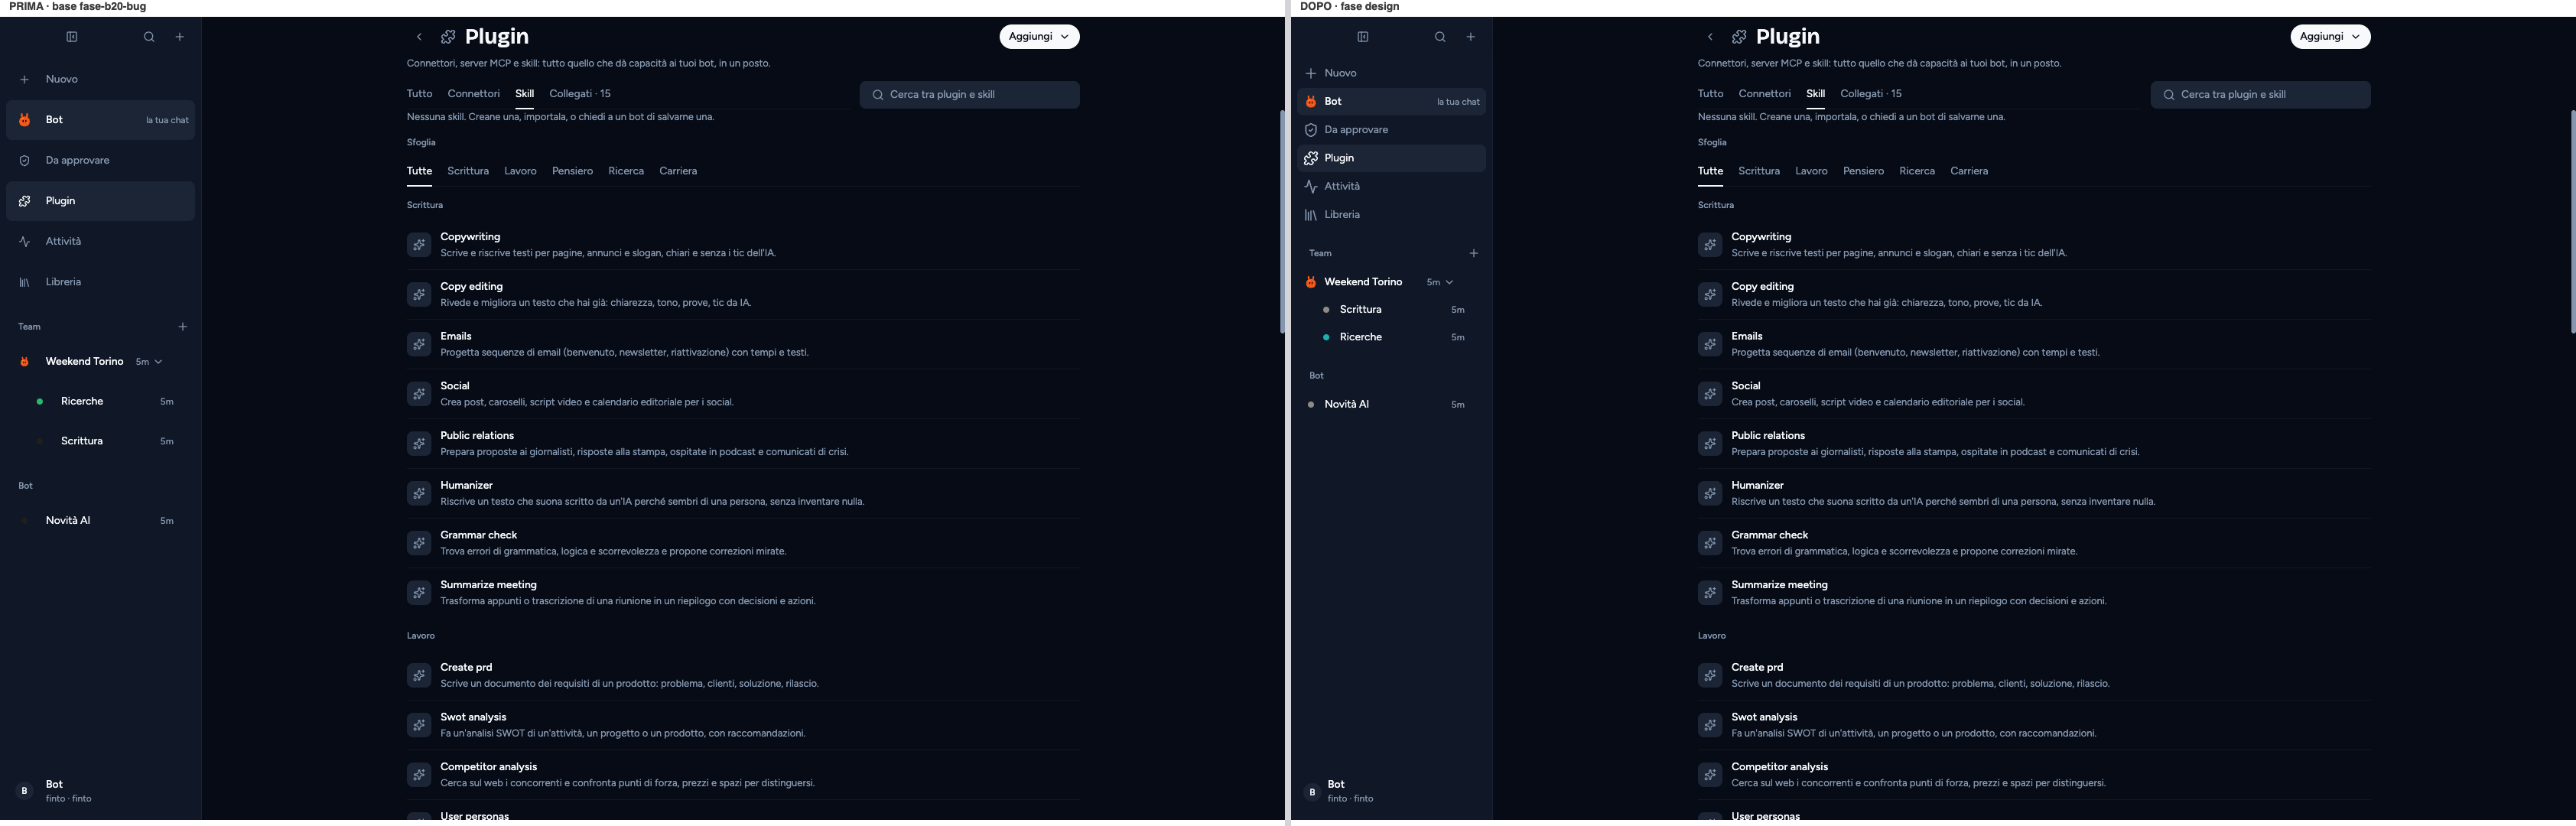 PRIMA · base fase-b20-bug
Nuovo
Bot la tua chat
Da approvare
Plugin
Attività
Libreria
Team
Weekend Torino 5m
Ricerche 5m
Scrittura 5m
Bot
Novità AI 5m
B Bot
finto · finto
Plugin
Aggiungi
Connettori, server MCP e skill: tutto quello che dà capacità ai tuoi bot, in un posto.
Tutto Connettori Skill Collegati · 15
Cerca tra plugin e skill
Nessuna skill. Creane una, importala, o chiedi a un bot di salvarne una.
Sfoglia
Tutte Scrittura Lavoro Pensiero Ricerca Carriera
Scrittura
Copywriting
Scrive e riscrive testi per pagine, annunci e slogan, chiari e senza i tic dell'IA.
Copy editing
Rivede e migliora un testo che hai già: chiarezza, tono, prove, tic da IA.
Emails
Progetta sequenze di email (benvenuto, newsletter, riattivazione) con tempi e testi.
Social
Crea post, caroselli, script video e calendario editoriale per i social.
Public relations
Prepara proposte ai giornalisti, risposte alla stampa, ospitate in podcast e comunicati di crisi.
Humanizer
Riscrive un testo che suona scritto da un'IA perché sembri di una persona, senza inventare nulla.
Grammar check
Trova errori di grammatica, logica e scorrevolezza e propone correzioni mirate.
Summarize meeting
Trasforma appunti o trascrizione di una riunione in un riepilogo con decisioni e azioni.
Lavoro
Create prd
Scrive un documento dei requisiti di un prodotto: problema, clienti, soluzione, rilascio.
Swot analysis
Fa un'analisi SWOT di un'attività, un progetto o un prodotto, con raccomandazioni.
Competitor analysis
Cerca sul web i concorrenti e confronta punti di forza, prezzi e spazi per distinguersi.
User personas
DOPO · fase design
Nuovo
Bot la tua chat
Da approvare
Plugin
Attività
Libreria
Team
Weekend Torino 5m
Scrittura 5m
Ricerche 5m
Bot
Novità AI 5m
B Bot
finto · finto
Plugin
Aggiungi
Connettori, server MCP e skill: tutto quello che dà capacità ai tuoi bot, in un posto.
Tutto Connettori Skill Collegati · 15
Cerca tra plugin e skill
Nessuna skill. Creane una, importala, o chiedi a un bot di salvarne una.
Sfoglia
Tutte Scrittura Lavoro Pensiero Ricerca Carriera
Scrittura
Copywriting
Scrive e riscrive testi per pagine, annunci e slogan, chiari e senza i tic dell'IA.
Copy editing
Rivede e migliora un testo che hai già: chiarezza, tono, prove, tic da IA.
Emails
Progetta sequenze di email (benvenuto, newsletter, riattivazione) con tempi e testi.
Social
Crea post, caroselli, script video e calendario editoriale per i social.
Public relations
Prepara proposte ai giornalisti, risposte alla stampa, ospitate in podcast e comunicati di crisi.
Humanizer
Riscrive un testo che suona scritto da un'IA perché sembri di una persona, senza inventare nulla.
Grammar check
Trova errori di grammatica, logica e scorrevolezza e propone correzioni mirate.
Summarize meeting
Trasforma appunti o trascrizione di una riunione in un riepilogo con decisioni e azioni.
Lavoro
Create prd
Scrive un documento dei requisiti di un prodotto: problema, clienti, soluzione, rilascio.
Swot analysis
Fa un'analisi SWOT di un'attività, un progetto o un prodotto, con raccomandazioni.
Competitor analysis
Cerca sul web i concorrenti e confronta punti di forza, prezzi e spazi per distinguersi.
User personas